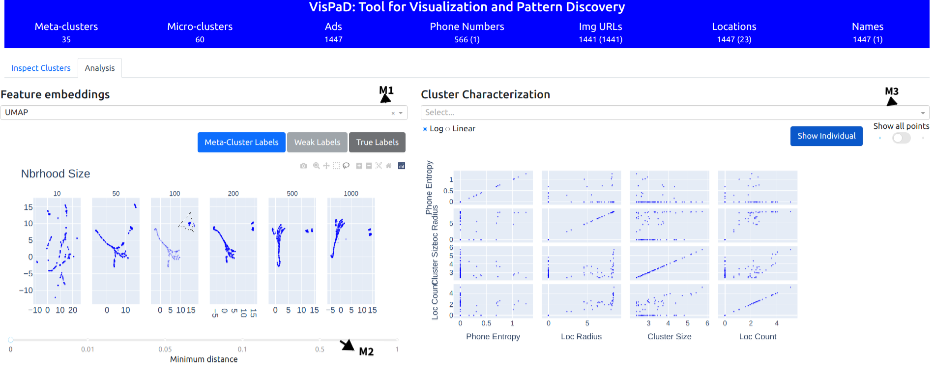 VisPaD: Tool for Visualization and Pattern Discovery
Meta-clusters Micro-clusters Ads Phone Numbers Img URLs Locations Names
35 60 1447 566 (1) 1441 (1441) 1447 (23) 1447 (1)
Inspect Clusters Analysis
Feature embeddings M1 Cluster Characterization M3
UMAP × Select...
Log Linear Show Individual Show all points
Meta-Cluster Labels Weak Labels True Labels
Nbrhood Size
10 50 100 200 500 1000
15
10
5
0
−5
−10
−10 0 10 20 0 10 0 5 10 15 −5 0 5 10 15 0 5 10 15 0 5 10 15
0 0.01 0.05 0.1 0.5 1
Minimum distance M2
Phone Entropy 1 0.5 0
Loc Radius 5 0
Cluster Size 6 4
Loc Count 4 2 0
0 0.5 1 0 5 3 4 5 6 0 2 4
Phone Entropy Loc Radius Cluster Size Loc Count